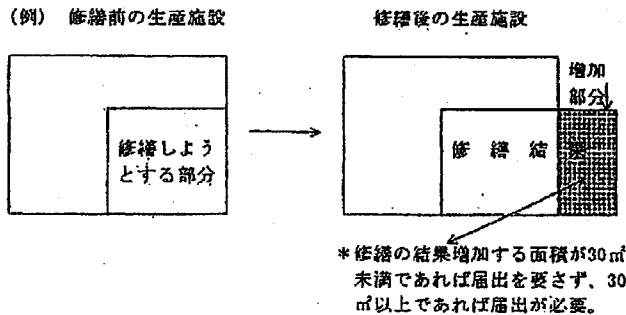 (例) 修繕前の生産施設
修繕後の生産施設
修繕しよう
とする部分
増加
部分
修繕結果
＊修繕の結果増加する面積が30㎡
未満であれば届出を要さず、30
㎡以上であれば届出が必要。